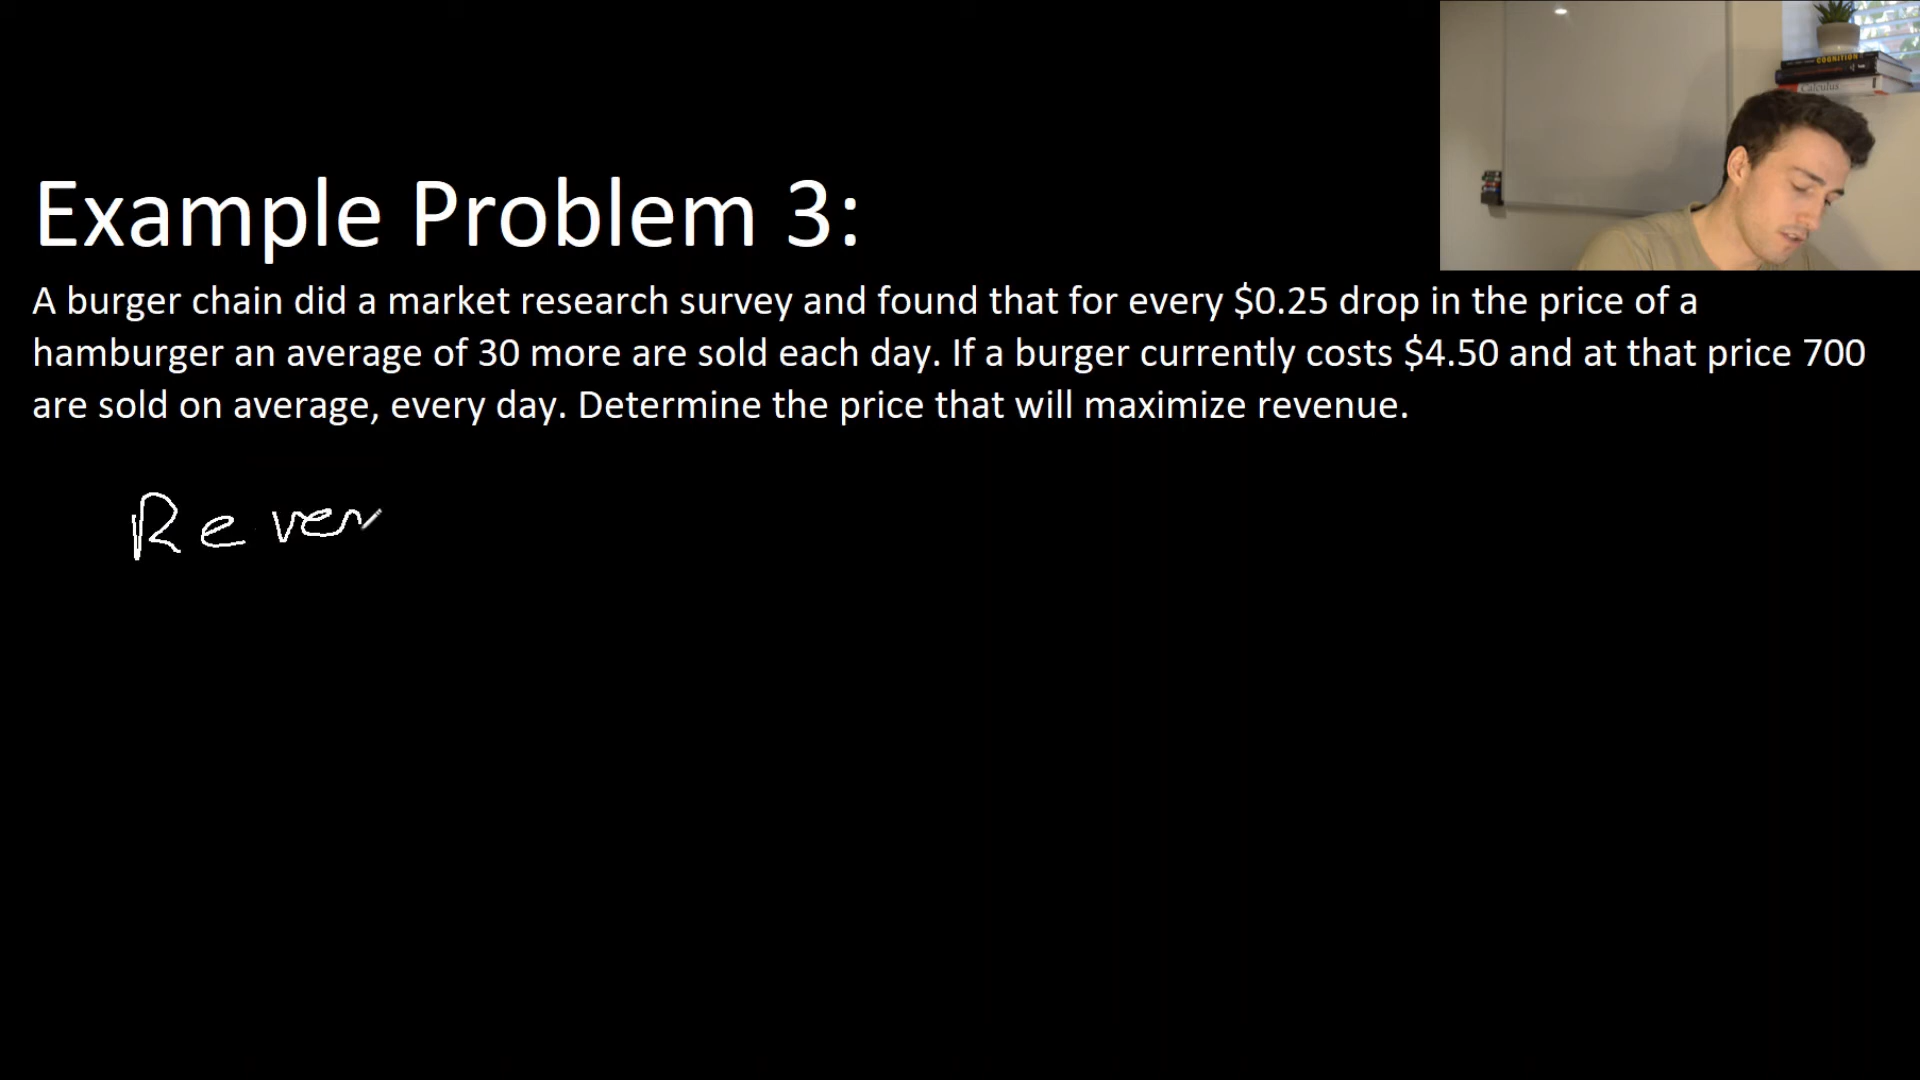 COGNITION
Calculus
Example Problem 3:
A burger chain did a market research survey and found that for every $0.25 drop in the price of a
hamburger an average of 30 more are sold each day. If a burger currently costs $4.50 and at that price 700
are sold on average, every day. Determine the price that will maximize revenue.
Reven